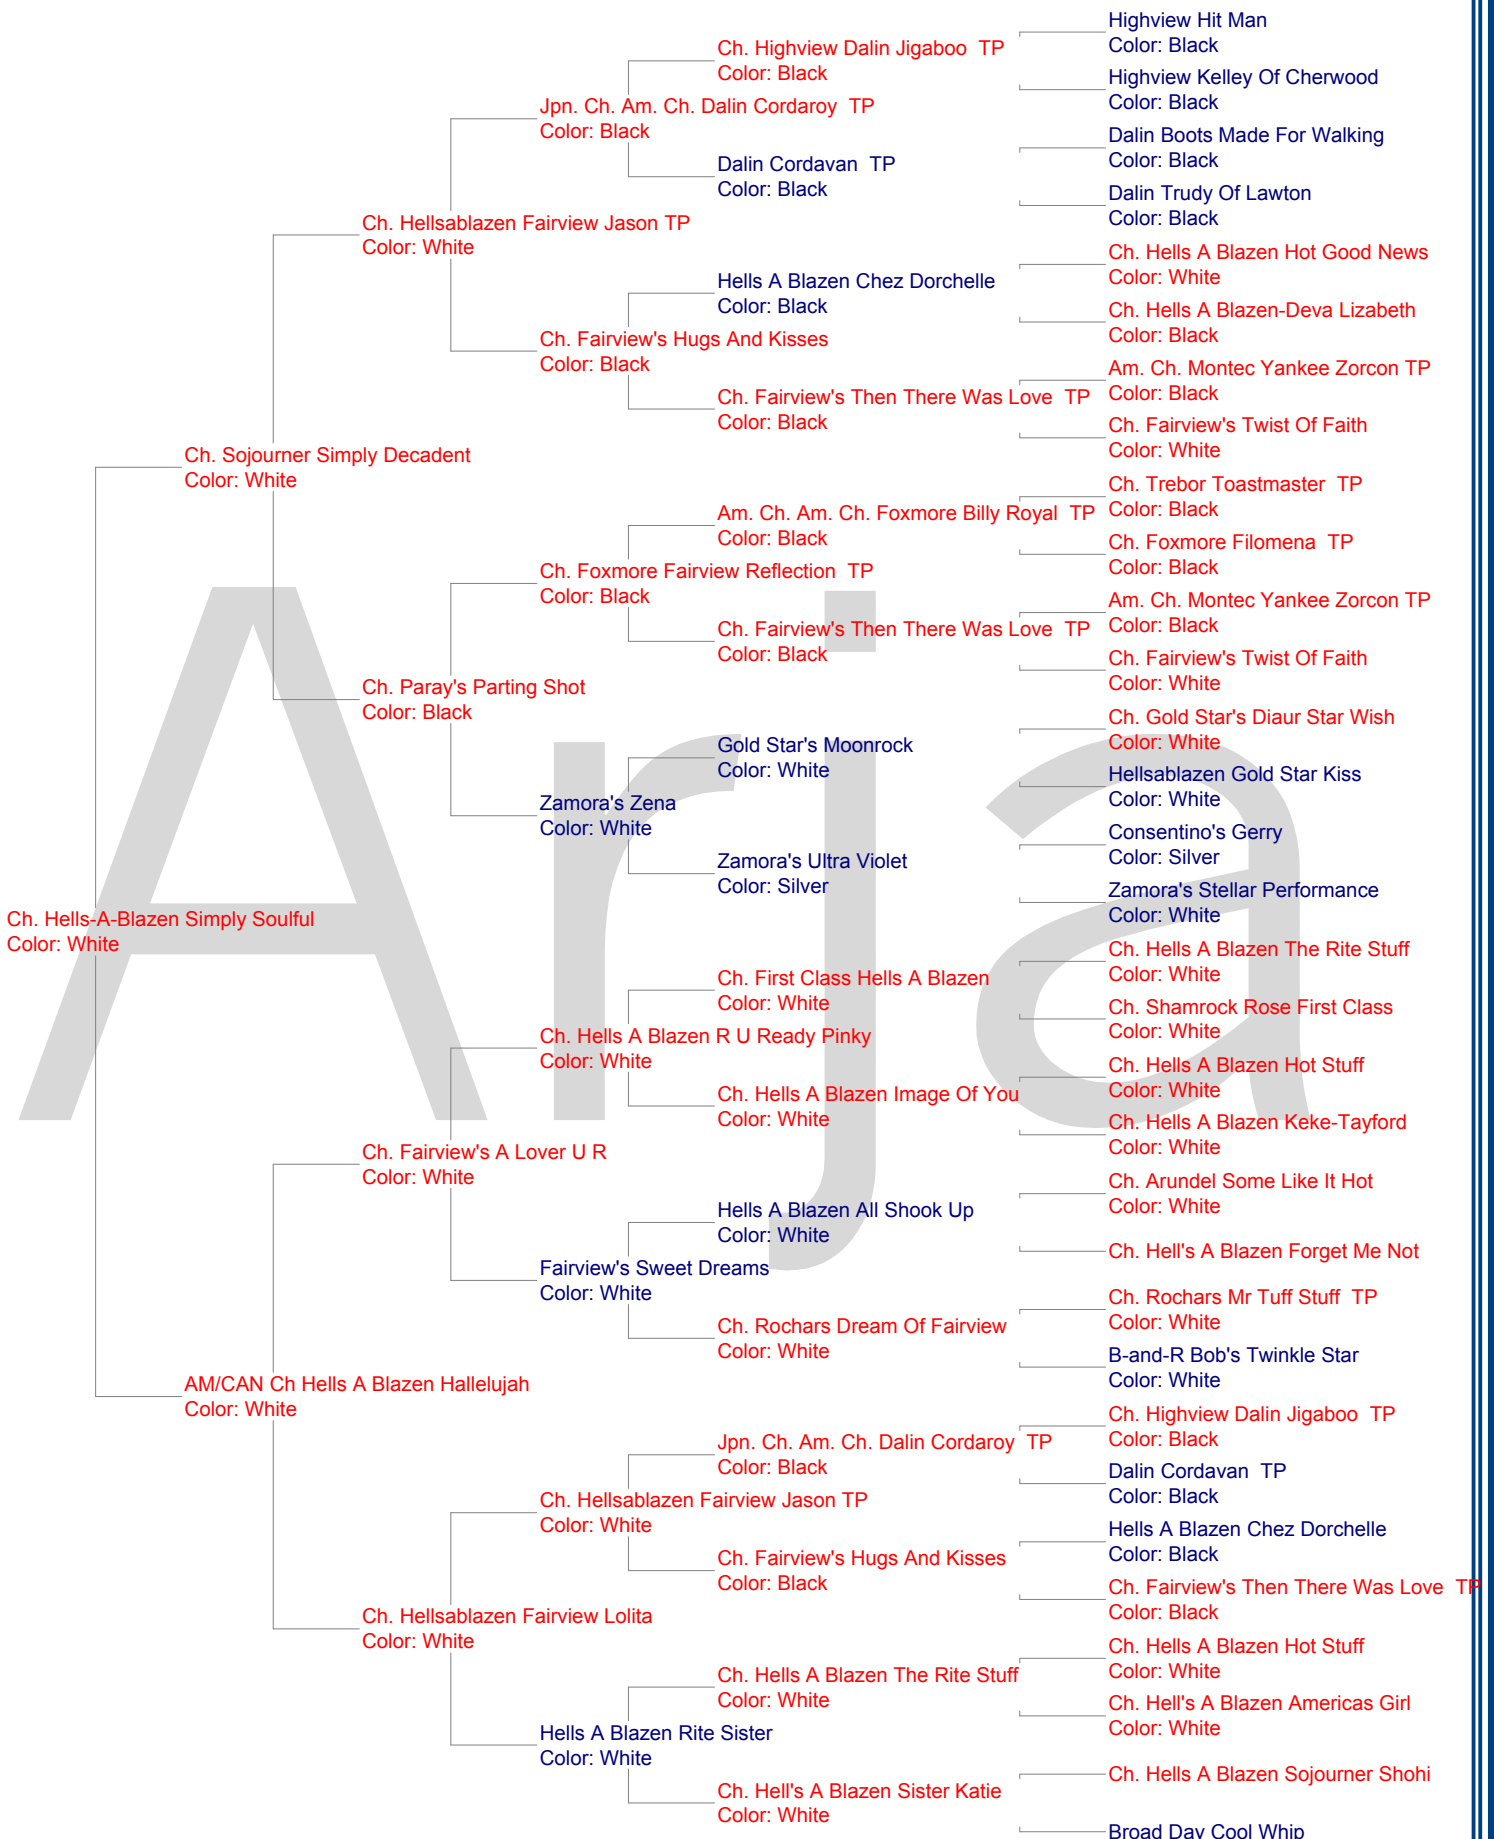 Highview Hit Man
Color: Black
Ch. Highview Dalin Jigaboo TP
Color: Black
Highview Kelley Of Cherwood
Color: Black
Jpn. Ch. Am. Ch. Dalin Cordaroy TP
Color: Black
Dalin Boots Made For Walking
Color: Black
Dalin Cordavan TP
Color: Black
Dalin Trudy Of Lawton
Color: Black
Ch. Hellsablazen Fairview Jason TP
Color: White
Ch. Hells A Blazen Hot Good News
Color: White
Hells A Blazen Chez Dorchelle
Color: Black
Ch. Hells A Blazen-Deva Lizabeth
Color: Black
Ch. Fairview's Hugs And Kisses
Color: Black
Am. Ch. Montec Yankee Zorcon TP
Color: Black
Ch. Fairview's Then There Was Love TP
Color: Black
Ch. Fairview's Twist Of Faith
Color: White
Ch. Sojourner Simply Decadent
Color: White
Ch. Trebor Toastmaster TP
Color: Black
Am. Ch. Am. Ch. Foxmore Billy Royal TP
Color: Black
Ch. Foxmore Filomena TP
Color: Black
Ch. Foxmore Fairview Reflection TP
Color: Black
Am. Ch. Montec Yankee Zorcon TP
Color: Black
Ch. Fairview's Then There Was Love TP
Color: Black
Ch. Fairview's Twist Of Faith
Color: White
Ch. Paray's Parting Shot
Color: Black
Ch. Gold Star's Diaur Star Wish
Color: White
Gold Star's Moonrock
Color: White
Hellsablazen Gold Star Kiss
Color: White
Zamora's Zena
Color: White
Consentino's Gerry
Color: Silver
Zamora's Ultra Violet
Color: Silver
Zamora's Stellar Performance
Color: White
Ch. Hells-A-Blazen Simply Soulful
Color: White
Arja
Ch. Hells A Blazen The Rite Stuff
Color: White
Ch. First Class Hells A Blazen
Color: White
Ch. Shamrock Rose First Class
Color: White
Ch. Hells A Blazen R U Ready Pinky
Color: White
Ch. Hells A Blazen Hot Stuff
Color: White
Ch. Hells A Blazen Image Of You
Color: White
Ch. Hells A Blazen Keke-Tayford
Color: White
Ch. Fairview's A Lover U R
Color: White
Ch. Arundel Some Like It Hot
Color: White
Hells A Blazen All Shook Up
Color: White
Ch. Hell's A Blazen Forget Me Not
Fairview's Sweet Dreams
Color: White
Ch. Rochars Mr Tuff Stuff TP
Color: White
Ch. Rochars Dream Of Fairview
Color: White
B-and-R Bob's Twinkle Star
Color: White
AM/CAN Ch Hells A Blazen Hallelujah
Color: White
Ch. Highview Dalin Jigaboo TP
Color: Black
Jpn. Ch. Am. Ch. Dalin Cordaroy TP
Color: Black
Dalin Cordavan TP
Color: Black
Ch. Hellsablazen Fairview Jason TP
Color: White
Hells A Blazen Chez Dorchelle
Color: Black
Ch. Fairview's Hugs And Kisses
Color: Black
Ch. Fairview's Then There Was Love TP
Color: Black
Ch. Hellsablazen Fairview Lolita
Color: White
Ch. Hells A Blazen Hot Stuff
Color: White
Ch. Hells A Blazen The Rite Stuff
Color: White
Ch. Hell's A Blazen Americas Girl
Color: White
Hells A Blazen Rite Sister
Color: White
Ch. Hells A Blazen Sojourner Shohi
Ch. Hell's A Blazen Sister Katie
Color: White
Broad Day Cool Whip